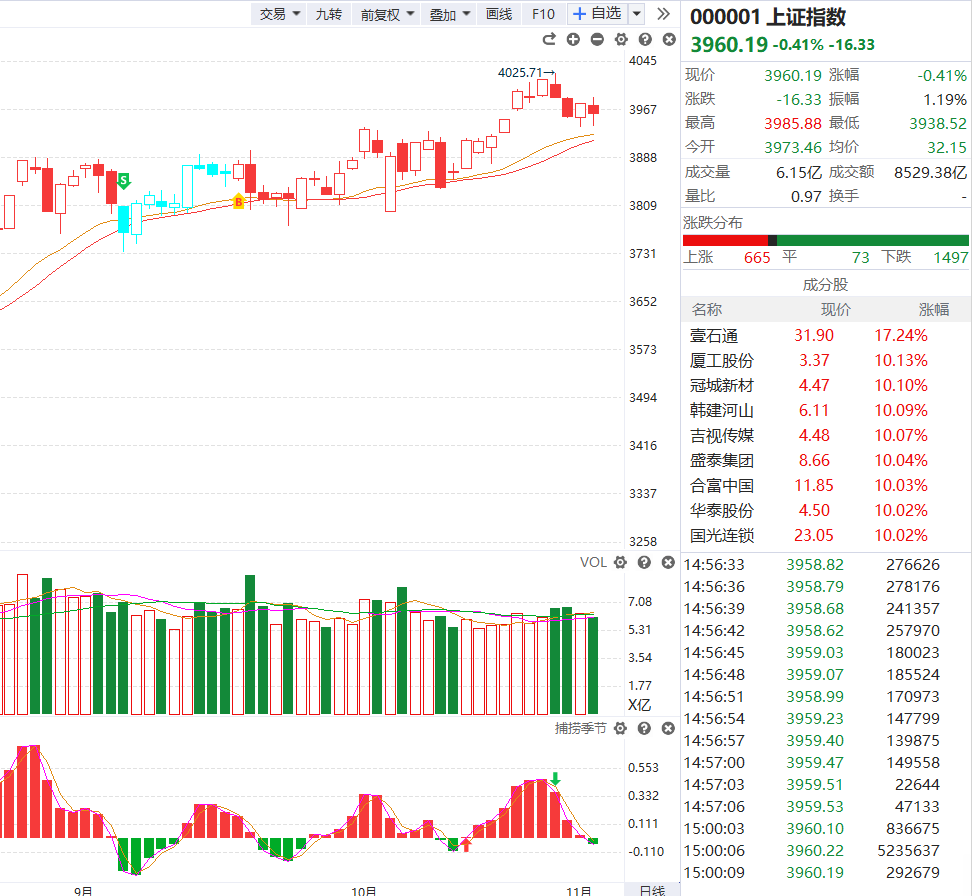 交易 九转 前复权 叠加 画线 F10 自选
4025.71→
S
B
4045
3967
3888
3809
3731
3652
3573
3494
3416
3337
3258
VOL
7.08
5.31
3.54
1.77
X亿
捕捞季节
0.553
0.332
0.111
-0.110
9月 10月 11月 日线
000001 上证指数
3960.19 -0.41% -16.33
现价 3960.19 涨幅 -0.41%
涨跌 -16.33 振幅 1.19%
最高 3985.88 最低 3938.52
今开 3973.46 均价 32.15
成交量 6.15亿 成交额 8529.38亿
量比 0.97 换手 -
涨跌分布
上涨 665 平 73 下跌 1497
成分股
名称 现价 涨幅
壹石通 31.90 17.24%
厦工股份 3.37 10.13%
冠城新材 4.47 10.10%
韩建河山 6.11 10.09%
吉视传媒 4.48 10.07%
盛泰集团 8.66 10.04%
合富中国 11.85 10.03%
华泰股份 4.50 10.02%
国光连锁 23.05 10.02%
14:56:33 3958.82 276626
14:56:36 3958.79 278176
14:56:39 3958.68 241357
14:56:42 3958.62 257970
14:56:45 3959.03 180023
14:56:48 3959.07 185524
14:56:51 3958.99 170973
14:56:54 3959.23 147799
14:56:57 3959.40 139875
14:57:00 3959.47 149558
14:57:03 3959.51 22644
14:57:06 3959.53 47133
15:00:03 3960.10 836675
15:00:06 3960.22 5235637
15:00:09 3960.19 292679